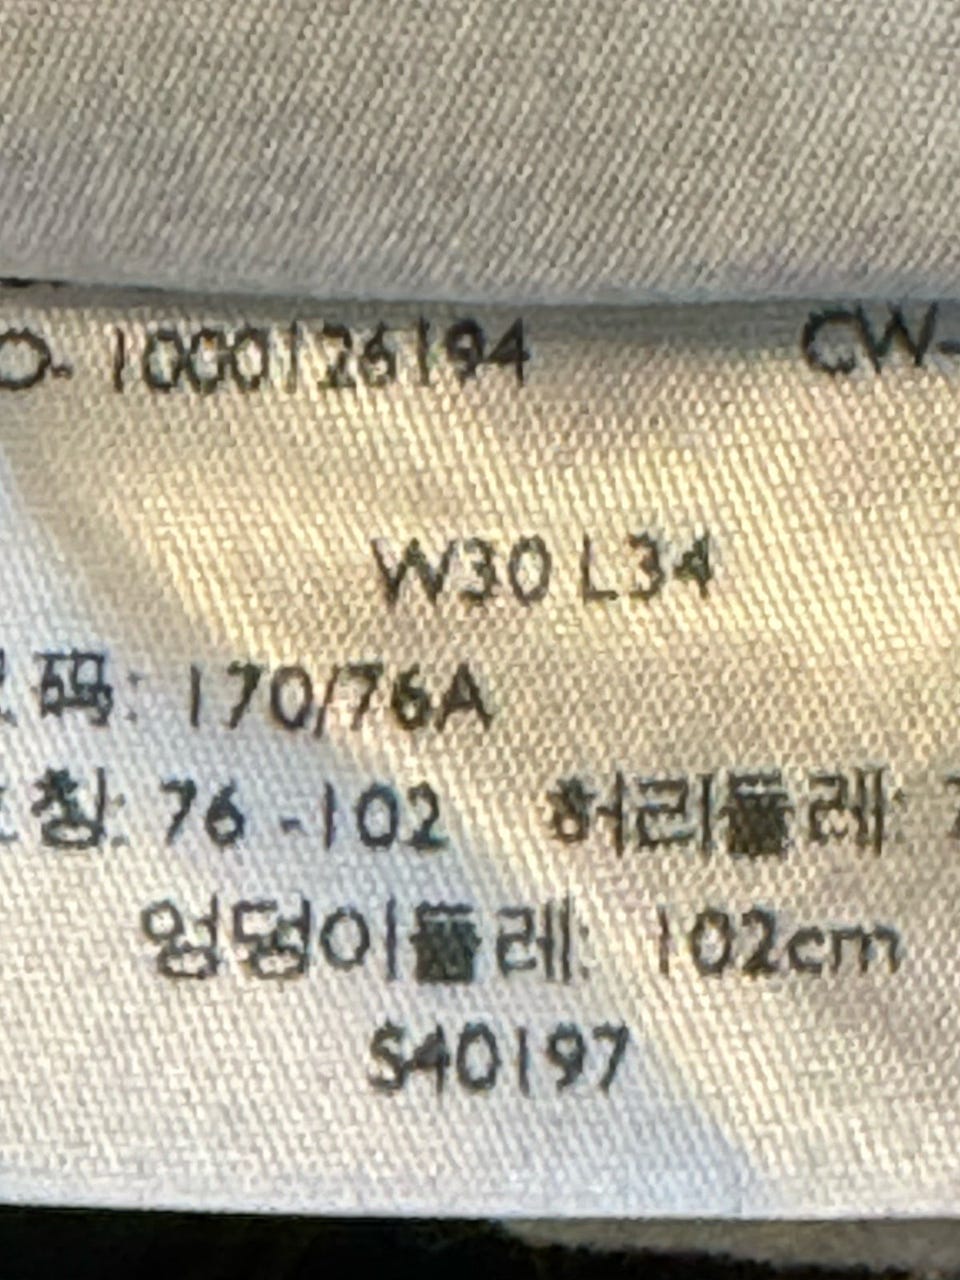 O- 1000126194 CW-
W30 L34
码: 170/76A
호칭: 76 -102 허리둘레:
엉덩이둘레: 102cm
S40197